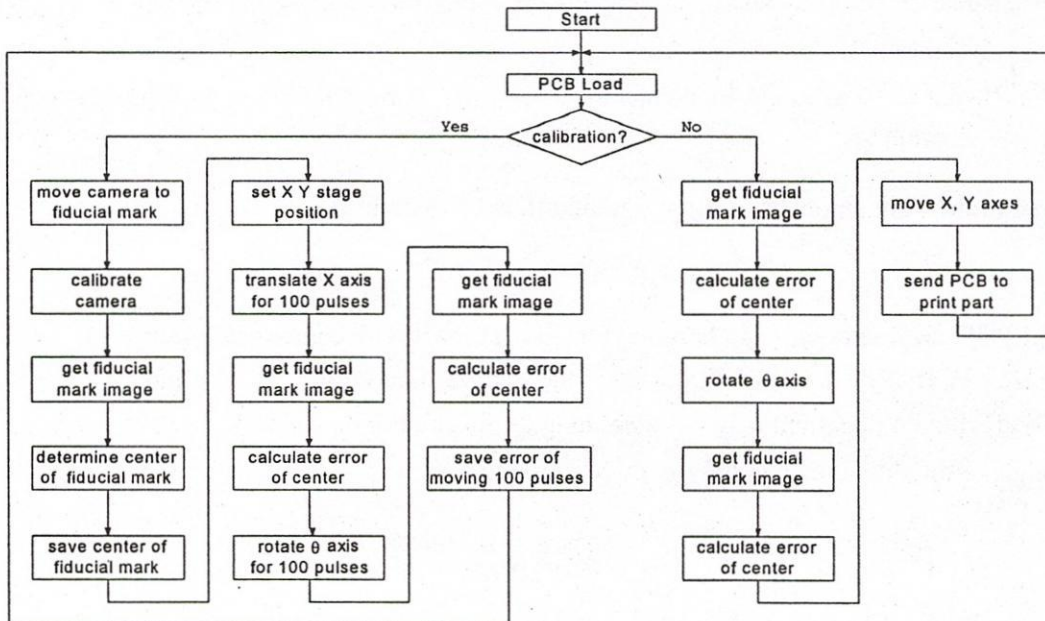 Start
PCB Load
calibration?
Yes
No
move camera to
fiducial mark
calibrate
camera
get fiducial
mark image
determine center
of fiducial mark
save center of
fiducial mark
set X Y stage
position
translate X axis
for 100 pulses
get fiducial
mark image
calculate error
of center
rotate θ axis
for 100 pulses
get fiducial
mark image
calculate error
of center
save error of
moving 100 pulses
get fiducial
mark image
calculate error
of center
rotate θ axis
get fiducial
mark image
calculate error
of center
move X, Y axes
send PCB to
print part